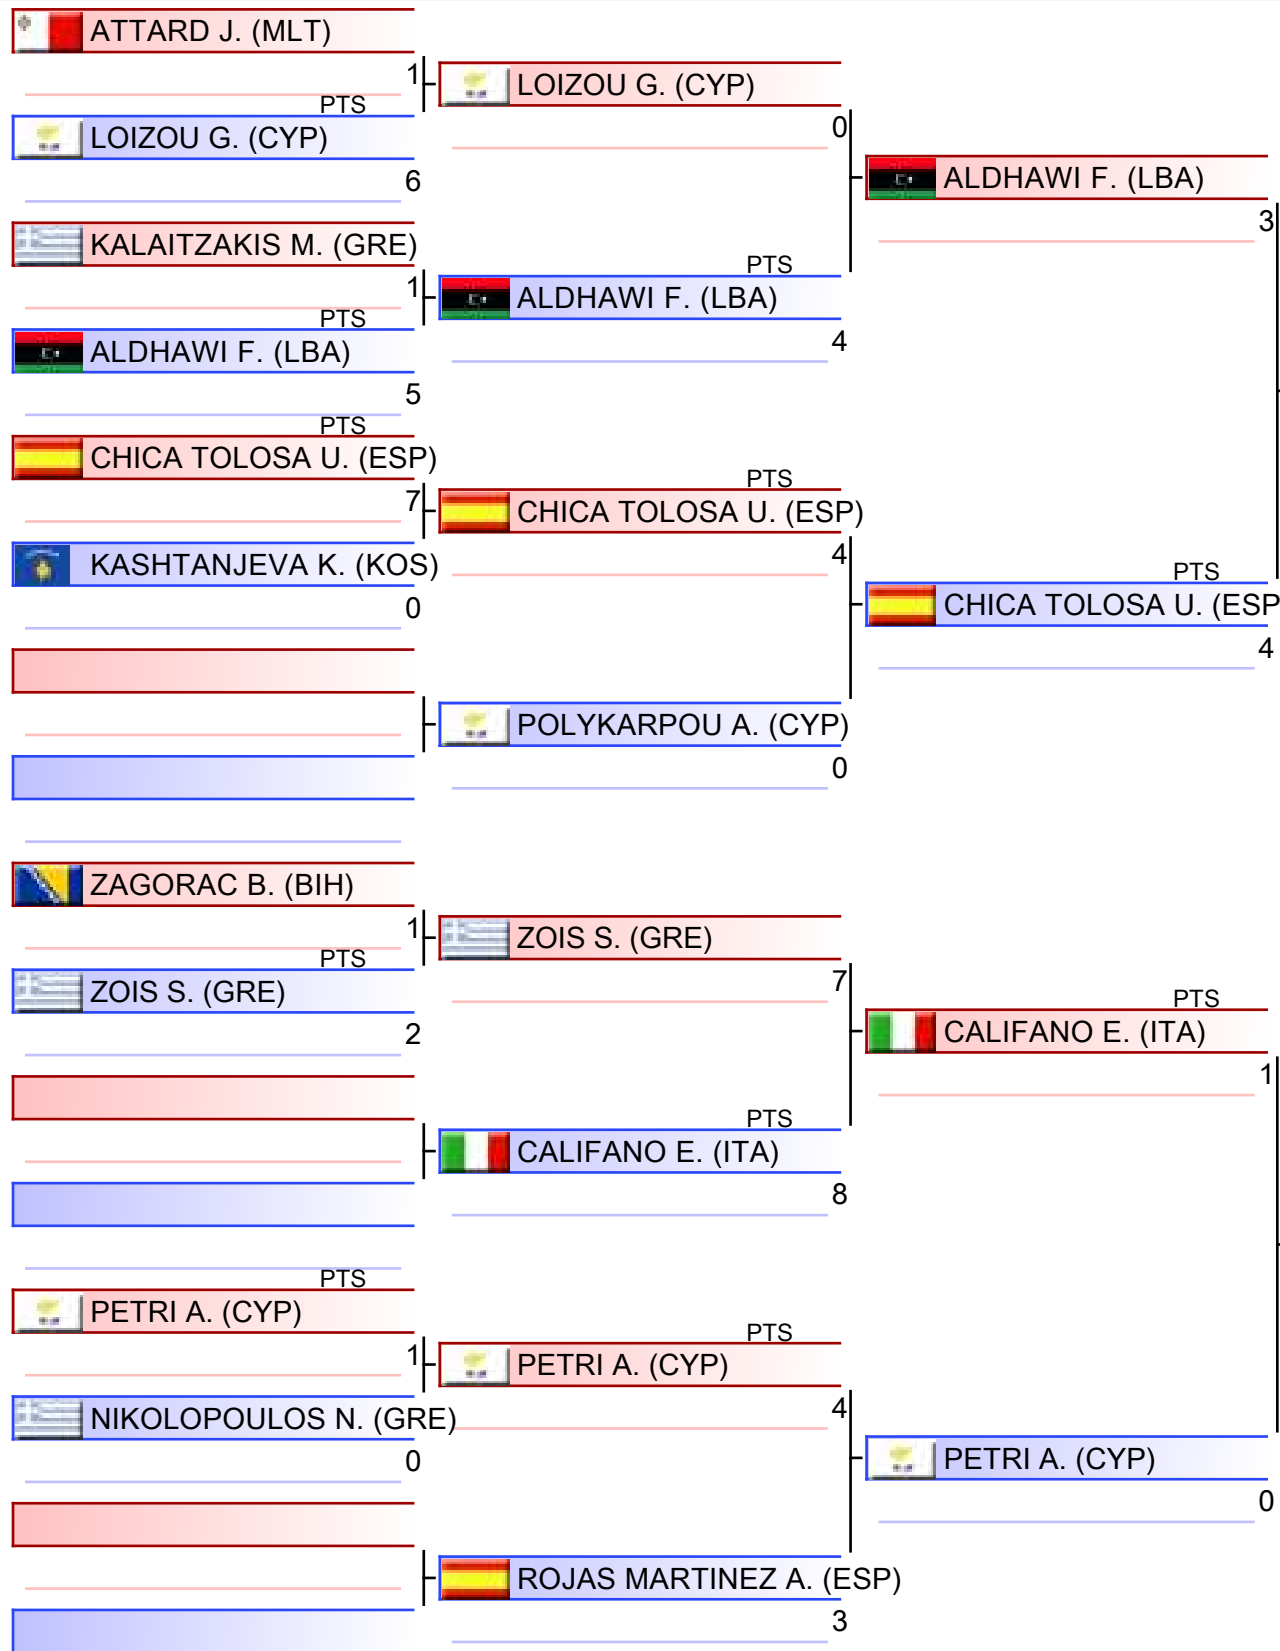 ATTARD J. (MLT)
1
PTS
LOIZOU G. (CYP)
6
KALAITZAKIS M. (GRE)
1
PTS
ALDHAWI F. (LBA)
5
PTS
CHICA TOLOSA U. (ESP)
7
KASHTANJEVA K. (KOS)
0
ZAGORAC B. (BIH)
1
PTS
ZOIS S. (GRE)
2
PTS
PETRI A. (CYP)
1
NIKOLOPOULOS N. (GRE)
0
LOIZOU G. (CYP)
0
PTS
ALDHAWI F. (LBA)
4
PTS
CHICA TOLOSA U. (ESP)
4
POLYKARPOU A. (CYP)
0
ZOIS S. (GRE)
7
PTS
CALIFANO E. (ITA)
8
PTS
PETRI A. (CYP)
4
ROJAS MARTINEZ A. (ESP)
3
ALDHAWI F. (LBA)
3
PTS
CHICA TOLOSA U. (ESP
4
PTS
CALIFANO E. (ITA)
1
PETRI A. (CYP)
0